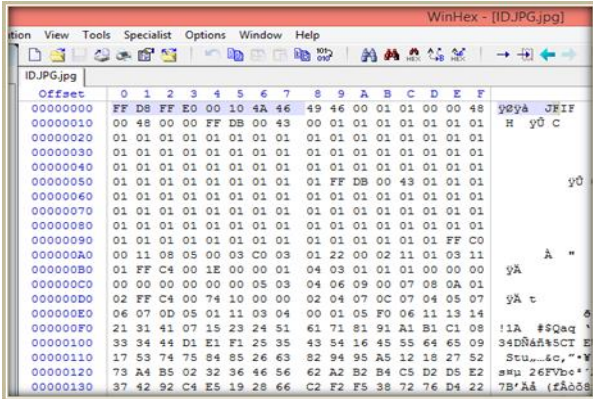 WinHex - [ID.JPG.jpg]
View Tools Specialist Options Window Help
ID.JPG.jpg
Offset 0 1 2 3 4 5 6 7 8 9 A B C D E F
00000000 FF D8 FF E0 00 10 4A 46 49 46 00 01 01 00 00 48 ÿØÿà JFIF
00000010 00 48 00 00 FF DB 00 43 00 01 01 01 01 01 01 01 H ÿÛ C
00000020 01 01 01 01 01 01 01 01 01 01 01 01 01 01 01 01
00000030 01 01 01 01 01 01 01 01 01 01 01 01 01 01 01 01
00000040 01 01 01 01 01 01 01 01 01 01 01 01 01 01 01 01
00000050 01 01 01 01 01 01 01 01 01 FF DB 00 43 01 01 01 ÿÛ
00000060 01 01 01 01 01 01 01 01 01 01 01 01 01 01 01 01
00000070 01 01 01 01 01 01 01 01 01 01 01 01 01 01 01 01
00000080 01 01 01 01 01 01 01 01 01 01 01 01 01 01 01 01
00000090 01 01 01 01 01 01 01 01 01 01 01 01 01 01 FF C0
000000A0 00 11 08 05 00 03 C0 03 01 22 00 02 11 01 03 11 À "
000000B0 01 FF C4 00 1E 00 00 01 04 03 01 01 01 00 00 00 ÿÄ
000000C0 00 00 00 00 00 00 05 03 04 06 09 00 07 08 0A 01
000000D0 02 FF C4 00 74 10 00 00 02 04 07 0C 07 04 05 07 ÿÄ t
000000E0 06 07 0D 05 01 11 03 04 00 01 05 F0 06 11 13 14
000000F0 21 31 41 07 15 23 24 51 61 71 81 91 A1 B1 C1 08 !1A #$Qaq
00000100 33 34 44 D1 E1 F1 25 35 43 54 16 45 55 64 65 09 34DÑáñ%5CT
00000110 17 53 74 75 84 85 26 63 82 94 95 A5 12 18 27 52 Stu„…&c‚"
00000120 73 A4 B5 02 32 36 46 56 62 A2 B2 B4 C5 D2 D5 E2 s¤µ 26FVb¢²
00000130 37 42 92 C4 E5 19 28 66 C2 F2 F5 38 72 76 D4 22 7B'Äå (fÂòõ8